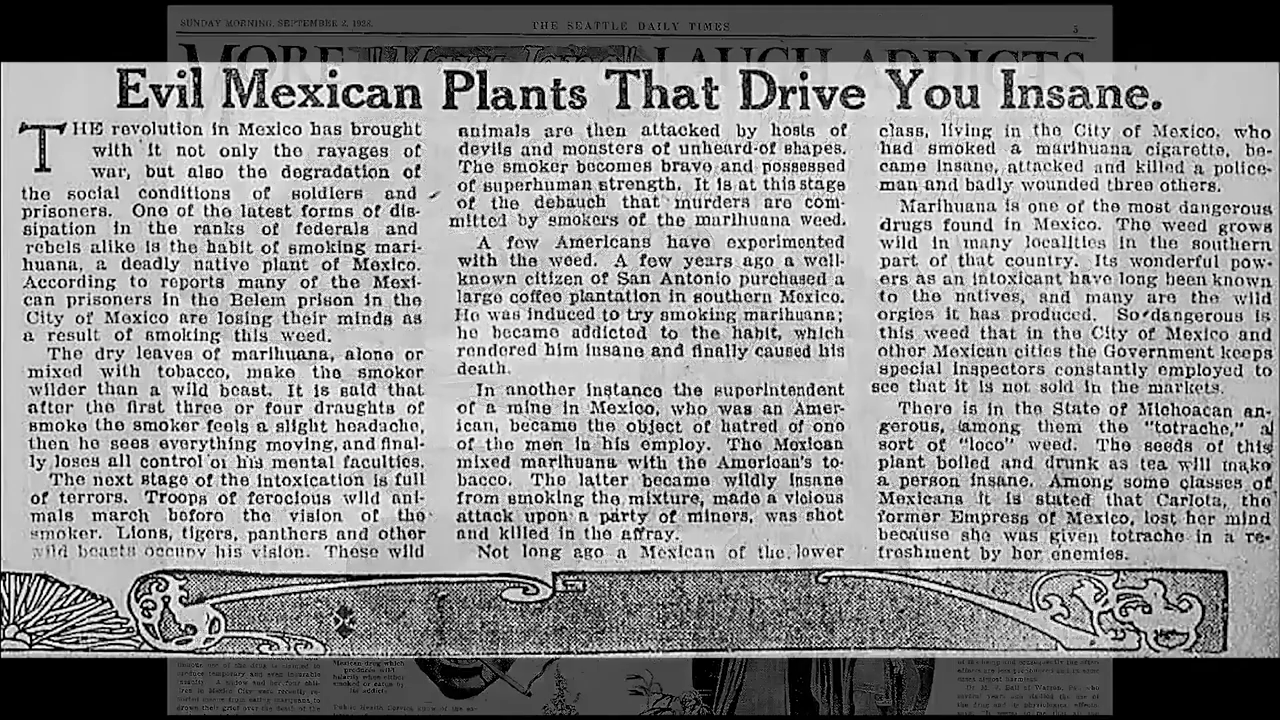 SUNDAY MORNING, SEPTEMBER 2, 1938.
THE SEATTLE DAILY TIMES
5
MORE LAUGH ADDICTS
Evil Mexican Plants That Drive You Insane.
THE revolution in Mexico has brought
with it not only the ravages of
war, but also the degradation of
the social conditions of soldiers and
prisoners. One of the latest forms of dis-
sipation in the ranks of federals and
rebels alike is the habit of smoking mari-
huana, a deadly native plant of Mexico.
According to reports many of the Mexi-
can prisoners in the Belem prison in the
City of Mexico are losing their minds as
a result of smoking this weed.
The dry leaves of marihuana, alone or
mixed with tobacco, make the smoker
wilder than a wild beast. It is said that
after the first three or four draughts of
smoke the smoker feels a slight headache,
then he sees everything moving, and final-
ly loses all control of his mental faculties.
The next stage of the intoxication is full
of terrors. Troops of ferocious wild ani-
mals march before the vision of the
smoker. Lions, tigers, panthers and other
wild beasts occupy his vision. These wild
animals are then attacked by hosts of
devils and monsters of unheard-of shapes.
The smoker becomes brave and possessed
of superhuman strength. It is at this stage
of the debauch that murders are com-
mitted by smokers of the marihuana weed.
A few Americans have experimented
with the weed. A few years ago a well-
known citizen of San Antonio purchased a
large coffee plantation in southern Mexico.
He was induced to try smoking marihuana;
he became addicted to the habit, which
rendered him insane and finally caused his
death.
In another instance the superintendent
of a mine in Mexico, who was an Amer-
ican, became the object of hatred of one
of the men in his employ. The Mexican
mixed marihuana with the American's to-
bacco. The latter became wildly insane
from smoking the mixture, made a vicious
attack upon a party of miners, was shot
and killed in the affray.
Not long ago a Mexican of the lower
class, living in the City of Mexico, who
had smoked a marihuana cigarette, be-
came insane, attacked and killed a police-
man and badly wounded three others.
Marihuana is one of the most dangerous
drugs found in Mexico. The weed grows
wild in many localities in the southern
part of that country. Its wonderful pow-
ers as an intoxicant have long been known
to the natives, and many are the wild
orgies it has produced. So dangerous is
this weed that in the City of Mexico and
other Mexican cities the Government keeps
special inspectors constantly employed to
see that it is not sold in the markets.
There is in the State of Michoacan an-
gerous, among them the "totrache," a
sort of "loco" weed. The seeds of this
plant boiled and drunk as tea will make
a person insane. Among some classes of
Mexicans it is stated that Carlota, the
former Empress of Mexico, lost her mind
because she was given totrache in a re-
freshment by her enemies.
Mexican drug which
produces wild
hilarity when either
smoked or eaten by
its addicts.